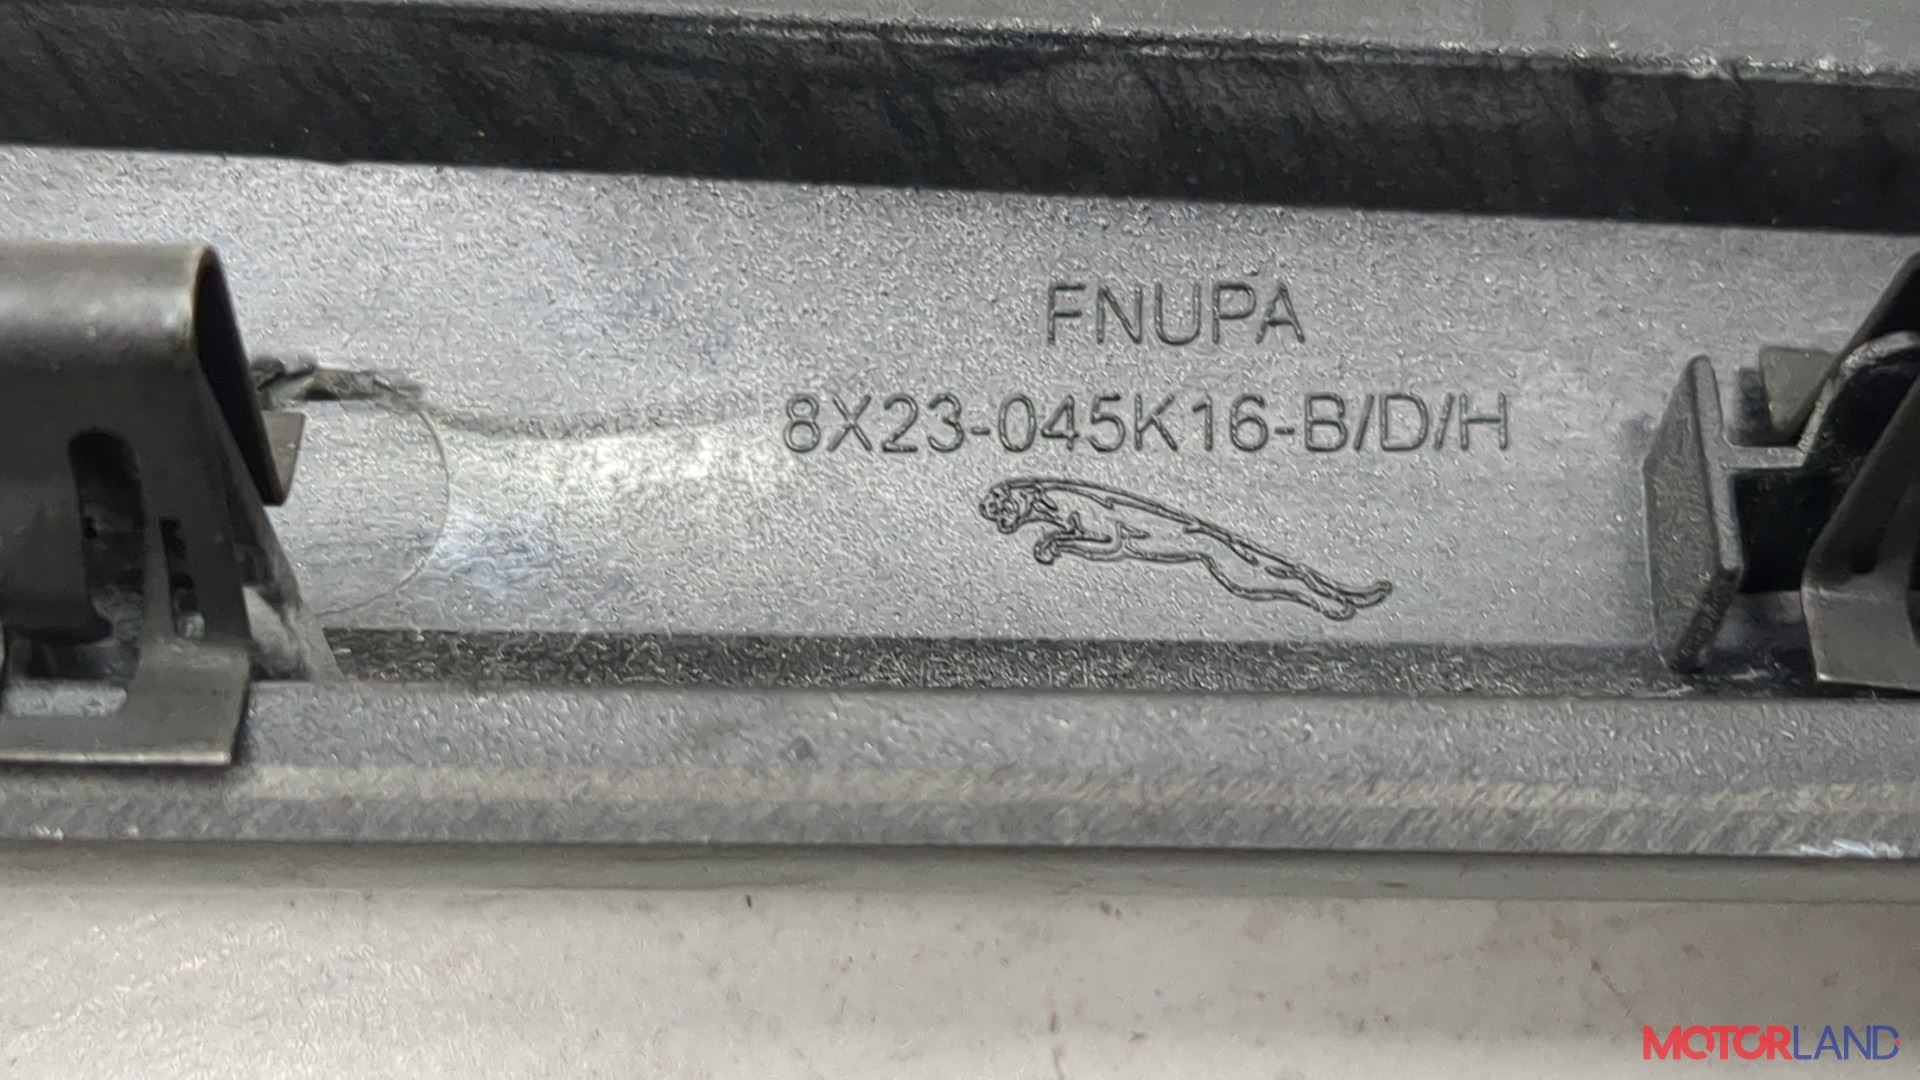 FNUPA
8X23-045K16-B/D/H
MOTORLAND